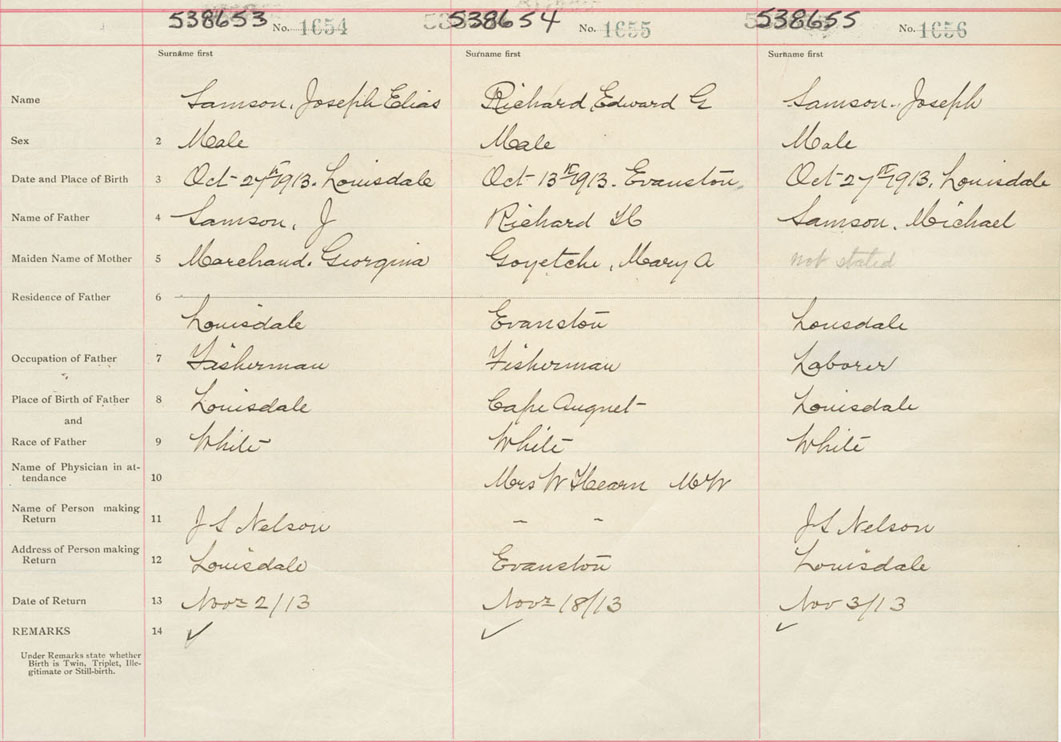 538653 No. 1654 538654 No. 1655 538655 No. 1656
Surname first Surname first Surname first
Name Samson, Joseph Elias Richard, Edward G Samson, Joseph
Sex 2 Male Male Male
Date and Place of Birth 3 Oct 27th 1913. Louisdale Oct 13th 1913. Evanston. Oct 27th 1913. Louisdale
Name of Father 4 Samson, J Richard H Samson, Michael
Maiden Name of Mother 5 Marchand, Georgina Goyetche, Mary A not stated
Residence of Father 6
Louisdale Evanston Lousdale
Occupation of Father 7 Fisherman Fisherman Laborer
Place of Birth of Father 8 Louisdale Cape Auguet Louisdale
and
Race of Father 9 White White White
Name of Physician in at-
tendance 10 Mrs W Hearn MW
Name of Person making
Return 11 J S Nelson " " J S Nelson
Address of Person making
Return 12 Louisdale Evanston Louisdale
Date of Return 13 Novr 2/13 Novr 18/13 Nov 3/13
REMARKS 14 ✓ ✓ ✓
Under Remarks state whether
Birth is Twin, Triplet, Ille-
gitimate or Still-birth.